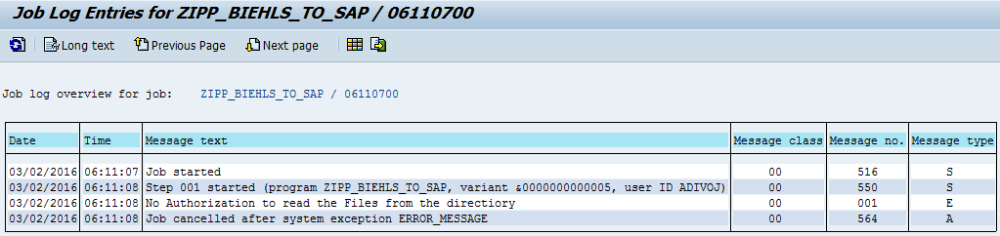 Job Log Entries for ZIPP_BIEHLS_TO_SAP / 06110700
Long text Previous Page Next page
Job log overview for job: ZIPP_BIEHLS_TO_SAP / 06110700
Date Time Message text Message class Message no. Message type
03/02/2016 06:11:07 Job started 00 516 S
03/02/2016 06:11:08 Step 001 started (program ZIPP_BIEHLS_TO_SAP, variant &0000000000005, user ID ADIVOJ) 00 550 S
03/02/2016 06:11:08 No Authorization to read the Files from the directiory 00 001 E
03/02/2016 06:11:08 Job cancelled after system exception ERROR_MESSAGE 00 564 A